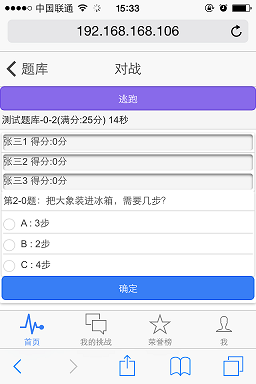 中国联通 15:33
192.168.168.106
题库 对战
逃跑
测试题库-0-2(满分:25分) 14秒
张三1 得分:0分
张三2 得分:0分
张三3 得分:0分
第2-0题：把大象装进冰箱，需要几步?
A : 3步
B : 2步
C : 4步
确定
首页 我的挑战 荣誉榜 我